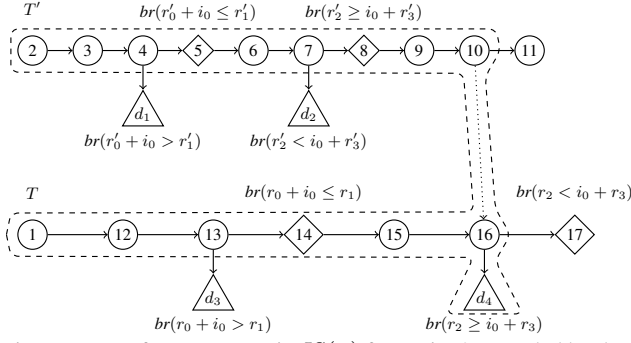 T′ br(r′₀ + i₀ ≤ r′₁) br(r′₂ ≥ i₀ + r′₃)
2 3 4 5 6 7 8 9 10 11
d₁ d₂
br(r′₀ + i₀ > r′₁) br(r′₂ < i₀ + r′₃)
T br(r₀ + i₀ ≤ r₁) br(r₂ < i₀ + r₃)
1 12 13 14 15 16 17
d₃ d₄
br(r₀ + i₀ > r₁) br(r₂ ≥ i₀ + r₃)